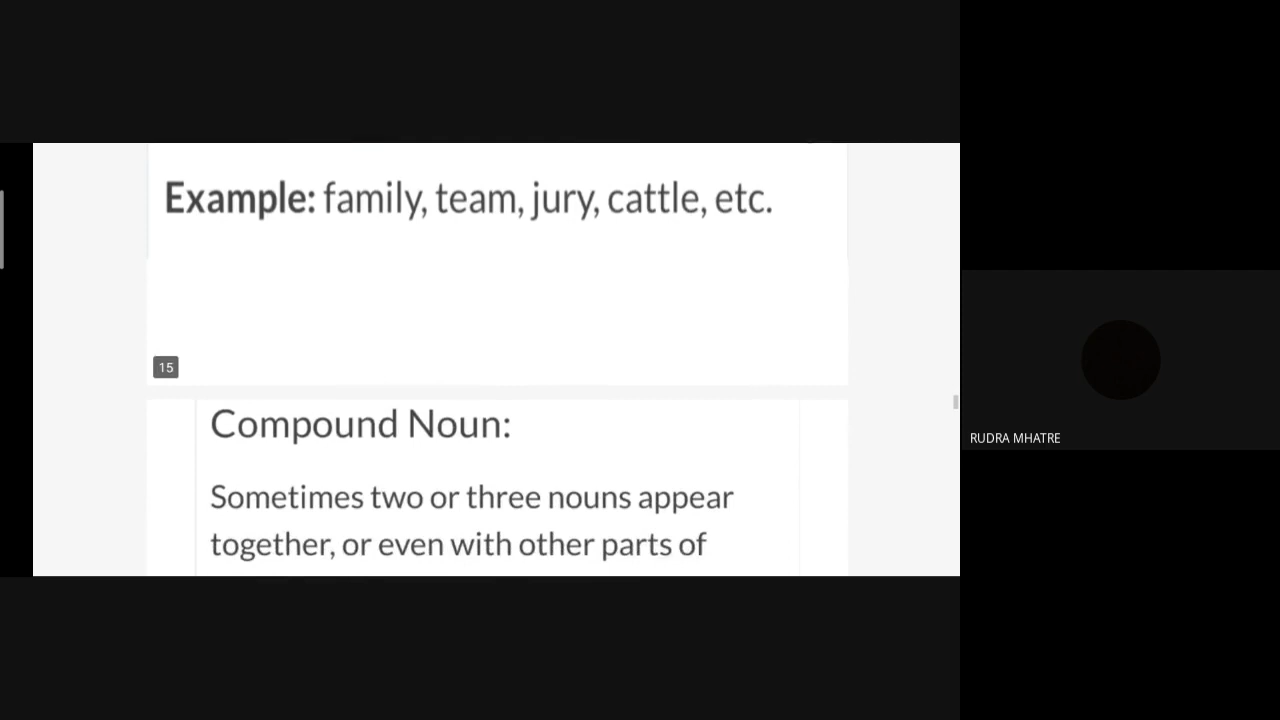 Example: family, team, jury, cattle, etc.
15
Compound Noun:
Sometimes two or three nouns appear
together, or even with other parts of
RUDRA MHATRE